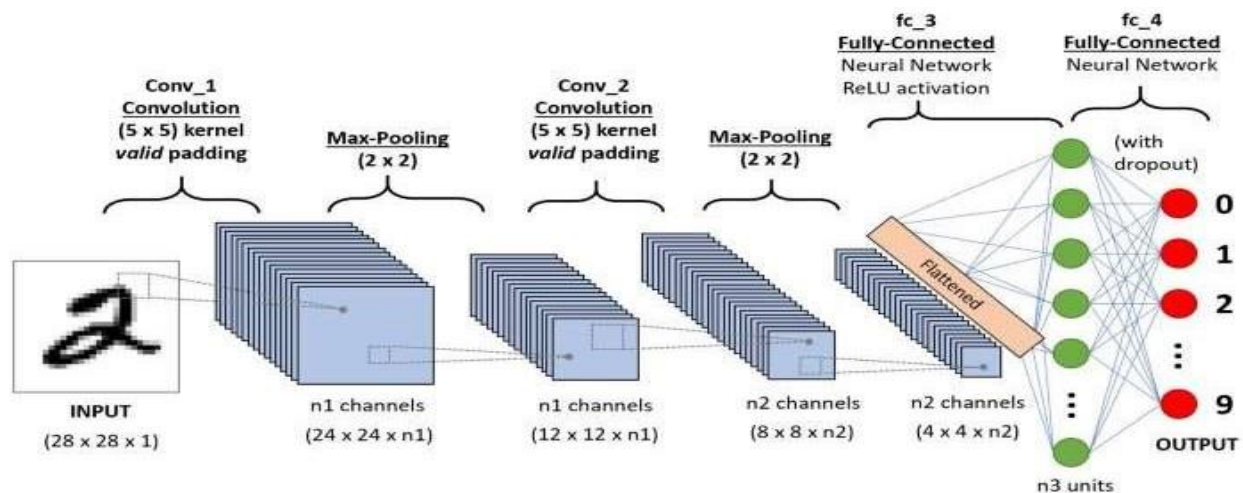 fc_3
Fully-Connected
Neural Network
ReLU activation
fc_4
Fully-Connected
Neural Network
Conv_1
Convolution
(5 x 5) kernel
valid padding
Max-Pooling
(2 x 2)
Conv_2
Convolution
(5 x 5) kernel
valid padding
Max-Pooling
(2 x 2)
(with
dropout)
Flattened
0
1
2
...
9
...
INPUT
(28 x 28 x 1)
n1 channels
(24 x 24 x n1)
n1 channels
(12 x 12 x n1)
n2 channels
(8 x 8 x n2)
n2 channels
(4 x 4 x n2)
OUTPUT
n3 units